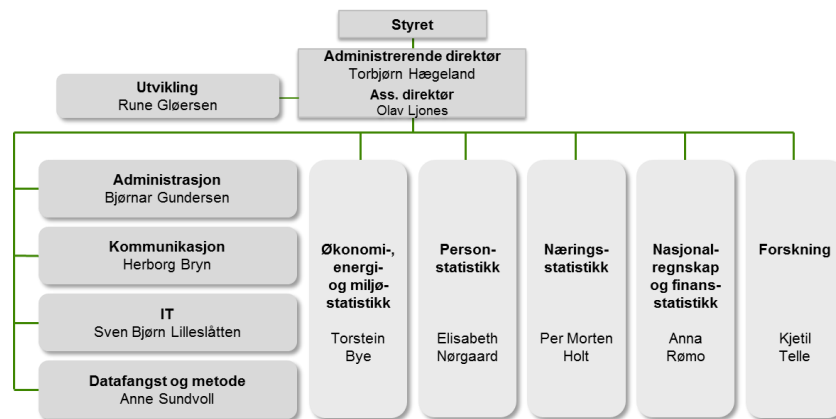 Styret
Administrerende direktør
Torbjørn Hægeland
Ass. direktør
Olav Ljones
Utvikling
Rune Gløersen
Administrasjon
Bjørnar Gundersen
Kommunikasjon
Herborg Bryn
IT
Sven Bjørn Lilleslåtten
Datafangst og metode
Anne Sundvoll
Økonomi-,
energi-
og miljø-
statistikk
Torstein
Bye
Person-
statistikk
Elisabeth
Nørgaard
Nærings-
statistikk
Per Morten
Holt
Nasjonal-
regnskap
og finans-
statistikk
Anna
Rømo
Forskning
Kjetil
Telle